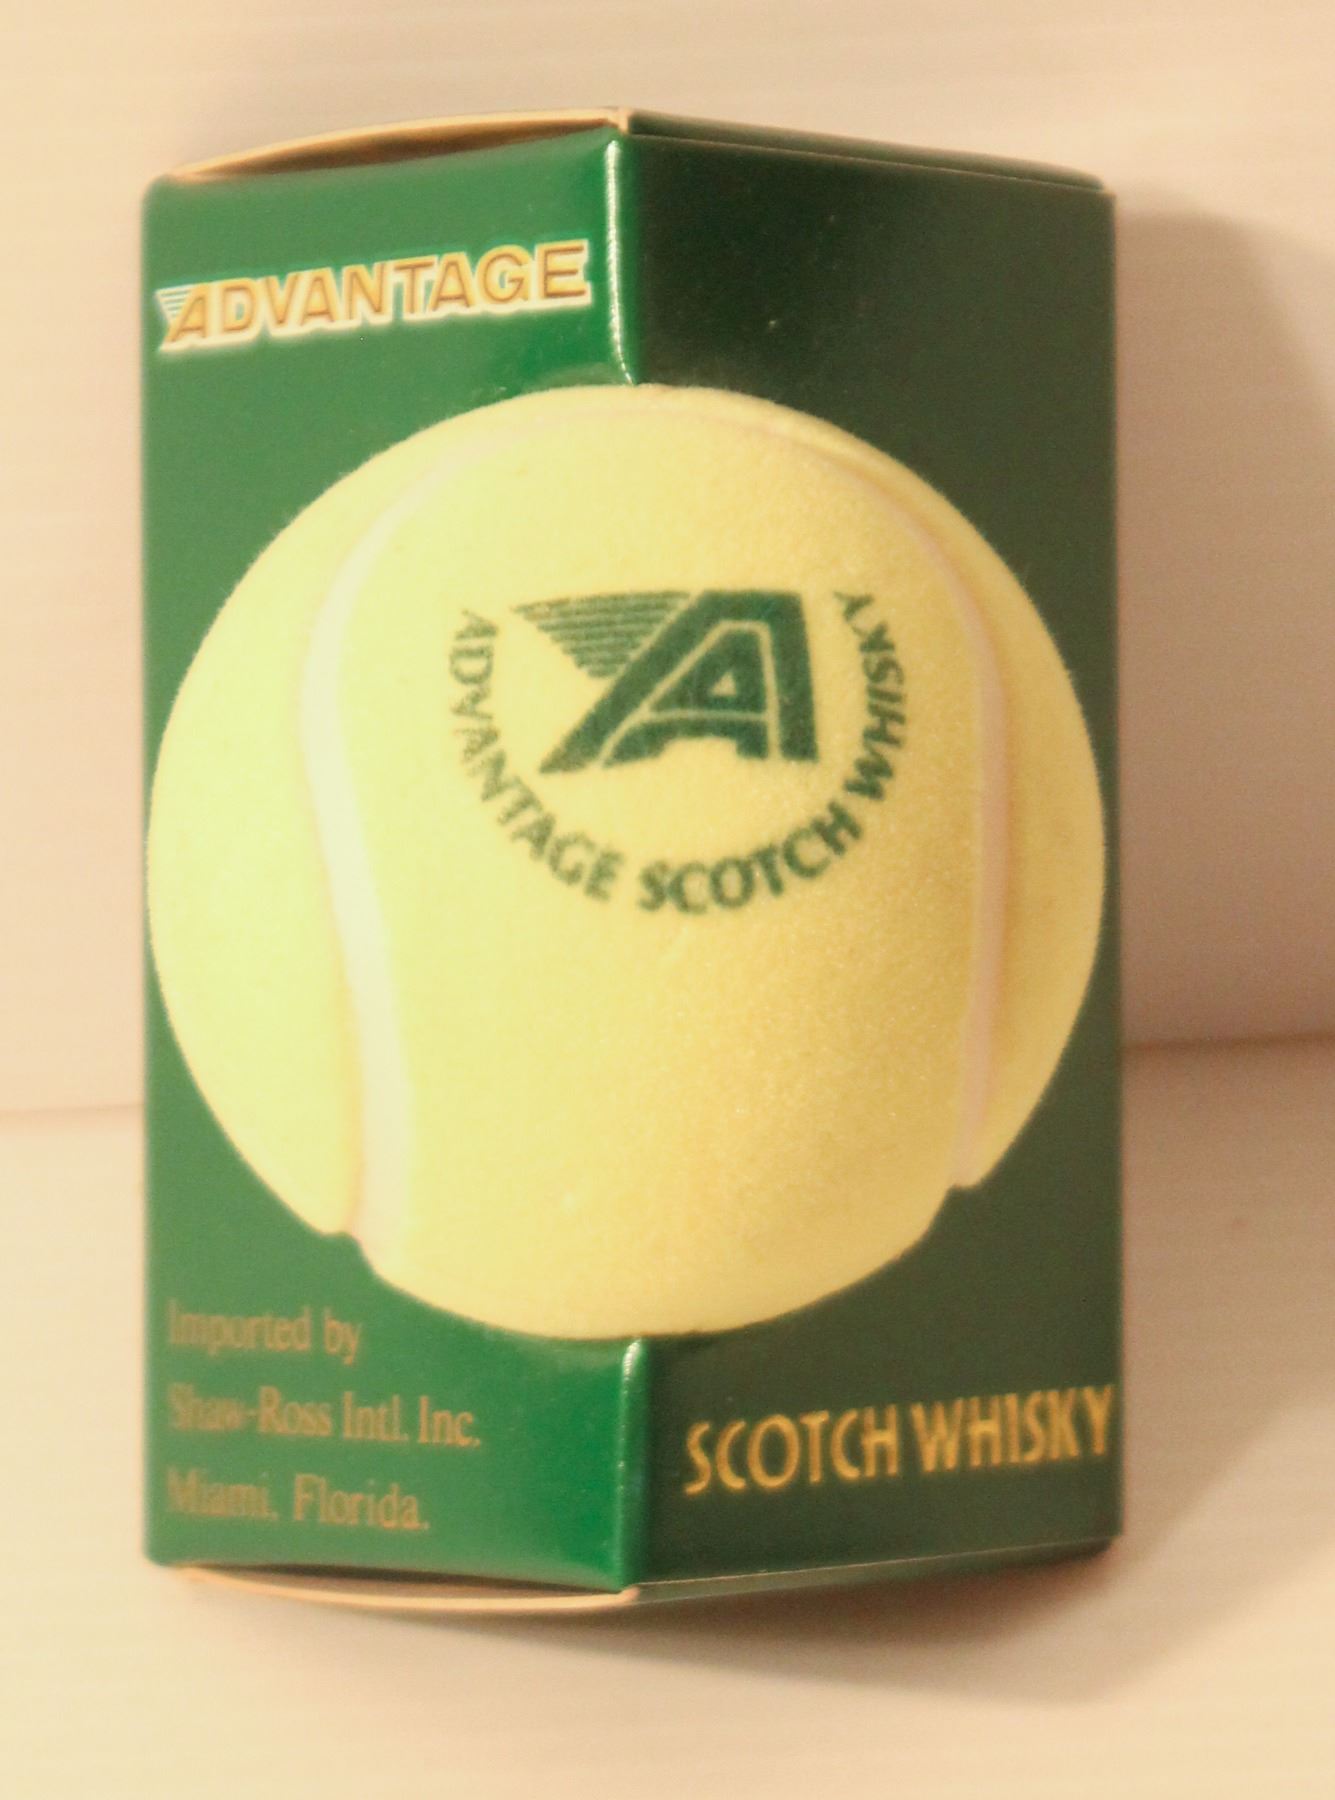 ADVANTAGE
A
ADVANTAGE SCOTCH WHISKY
Imported by
Shaw-Ross Intl. Inc.
Miami, Florida.
SCOTCH WHISKY